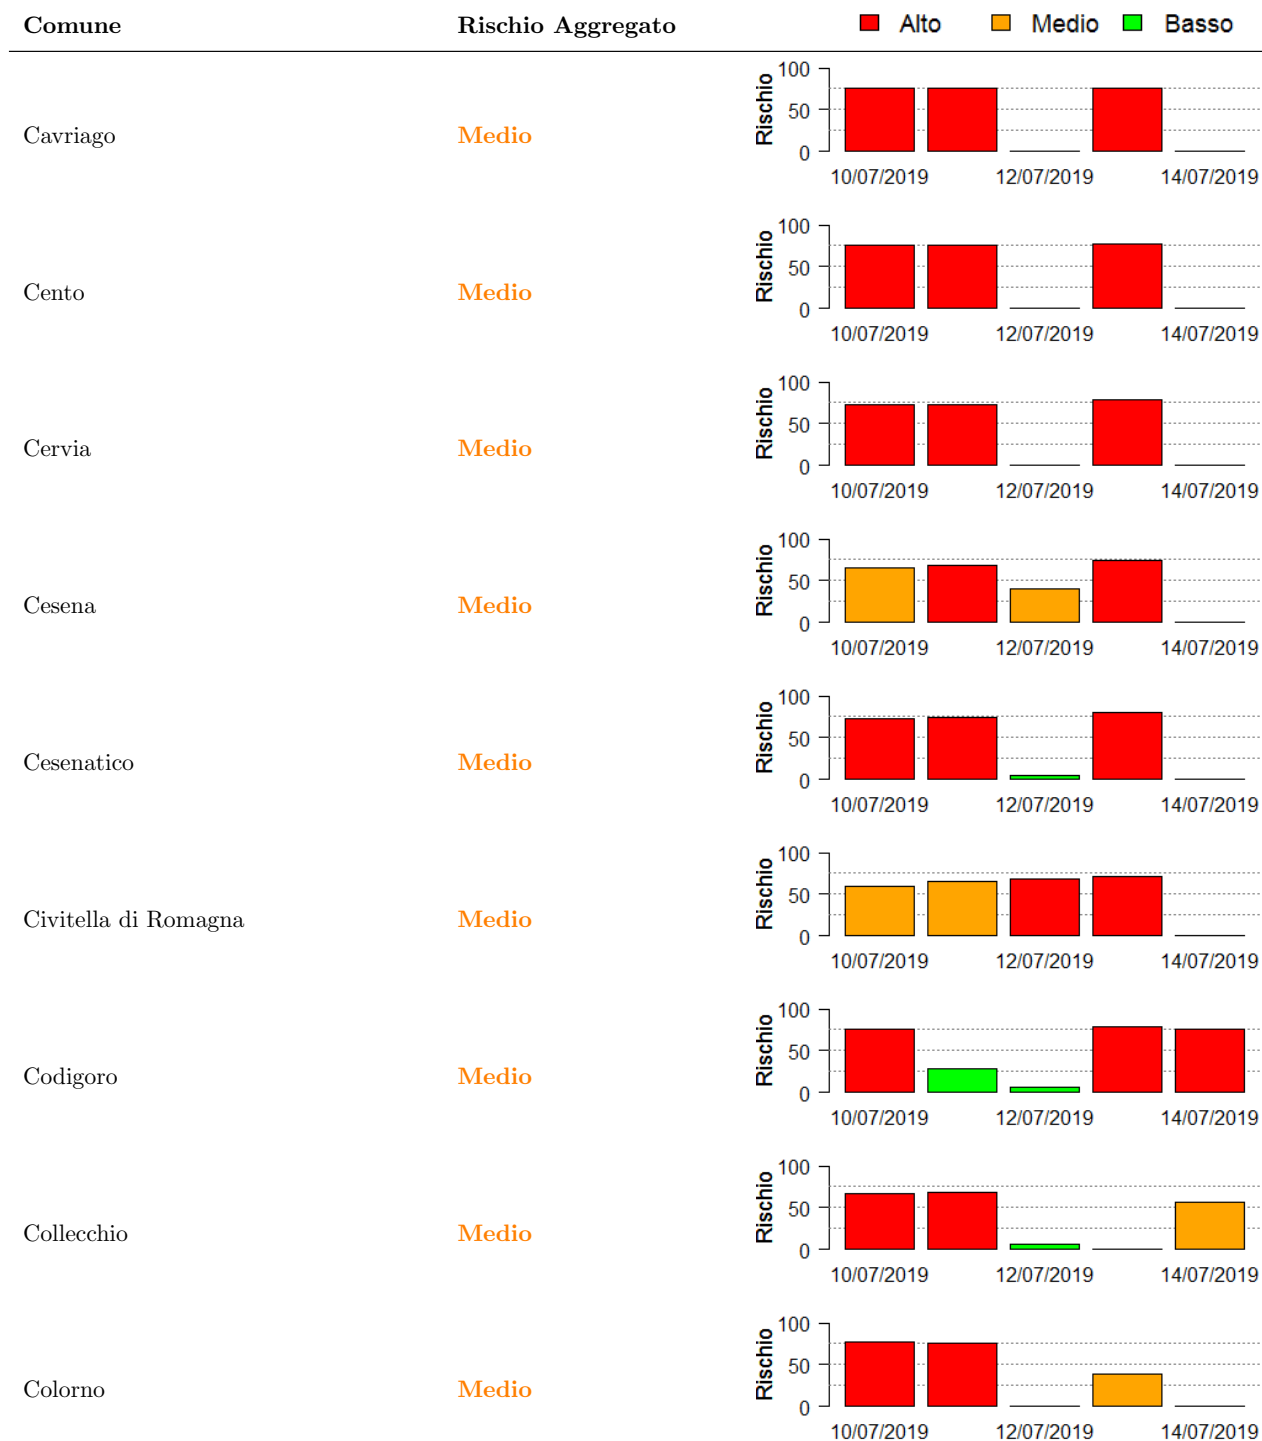 Comune Rischio Aggregato Alto Medio Basso
Cavriago Medio Rischio 100 50 0
10/07/2019 12/07/2019 14/07/2019
Cento Medio Rischio 100 50 0
10/07/2019 12/07/2019 14/07/2019
Cervia Medio Rischio 100 50 0
10/07/2019 12/07/2019 14/07/2019
Cesena Medio Rischio 100 50 0
10/07/2019 12/07/2019 14/07/2019
Cesenatico Medio Rischio 100 50 0
10/07/2019 12/07/2019 14/07/2019
Civitella di Romagna Medio Rischio 100 50 0
10/07/2019 12/07/2019 14/07/2019
Codigoro Medio Rischio 100 50 0
10/07/2019 12/07/2019 14/07/2019
Collecchio Medio Rischio 100 50 0
10/07/2019 12/07/2019 14/07/2019
Colorno Medio Rischio 100 50 0
10/07/2019 12/07/2019 14/07/2019